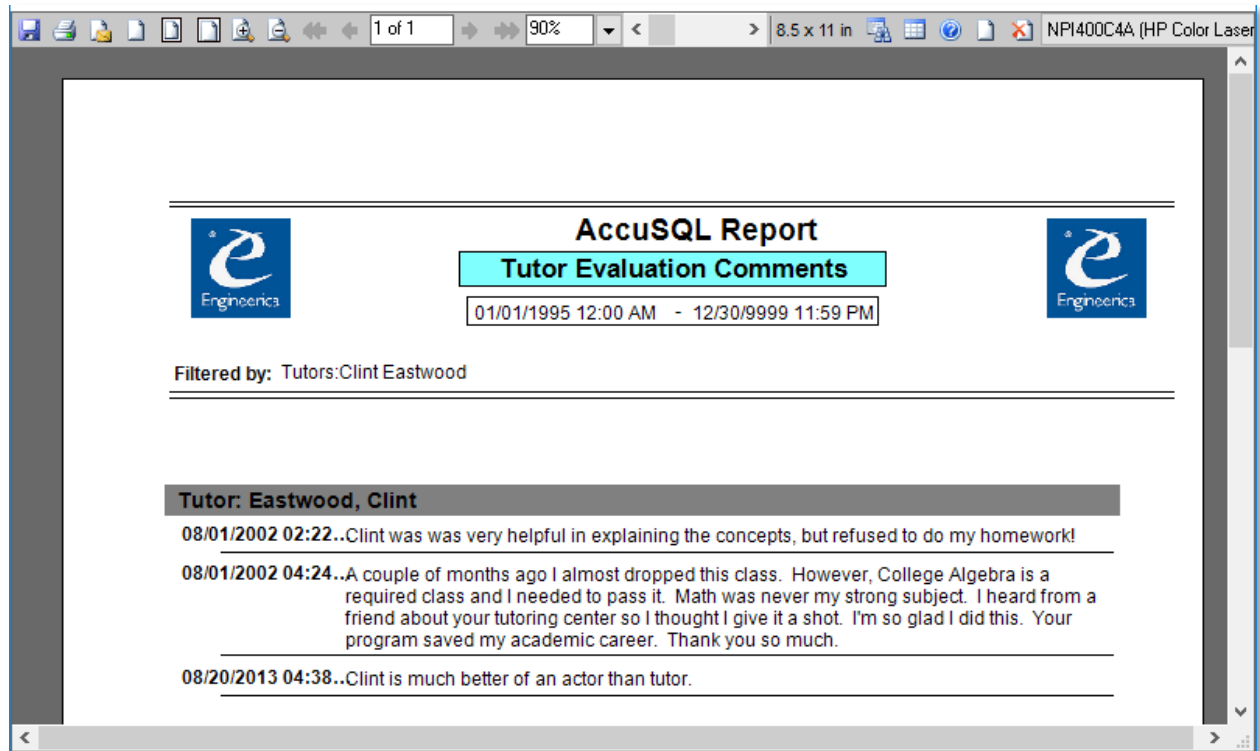 1 of 1 90% 8.5 x 11 in NPI400C4A (HP Color Laser
AccuSQL Report
Tutor Evaluation Comments
01/01/1995 12:00 AM - 12/30/9999 11:59 PM
Engineerica
Engineerica
Filtered by: Tutors:Clint Eastwood
Tutor: Eastwood, Clint
08/01/2002 02:22..Clint was was very helpful in explaining the concepts, but refused to do my homework!
08/01/2002 04:24..A couple of months ago I almost dropped this class. However, College Algebra is a
required class and I needed to pass it. Math was never my strong subject. I heard from a
friend about your tutoring center so I thought I give it a shot. I'm so glad I did this. Your
program saved my academic career. Thank you so much.
08/20/2013 04:38..Clint is much better of an actor than tutor.